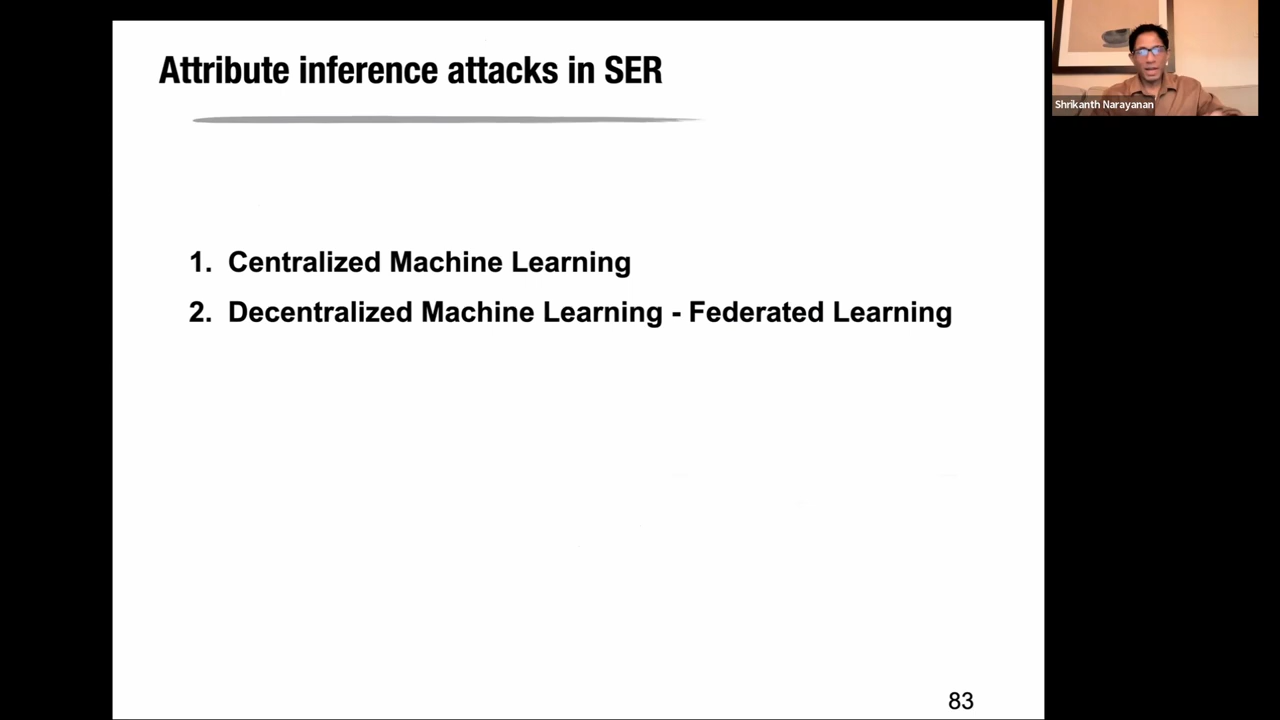 Attribute inference attacks in SER
Shrikanth Narayanan
1. Centralized Machine Learning
2. Decentralized Machine Learning - Federated Learning
83